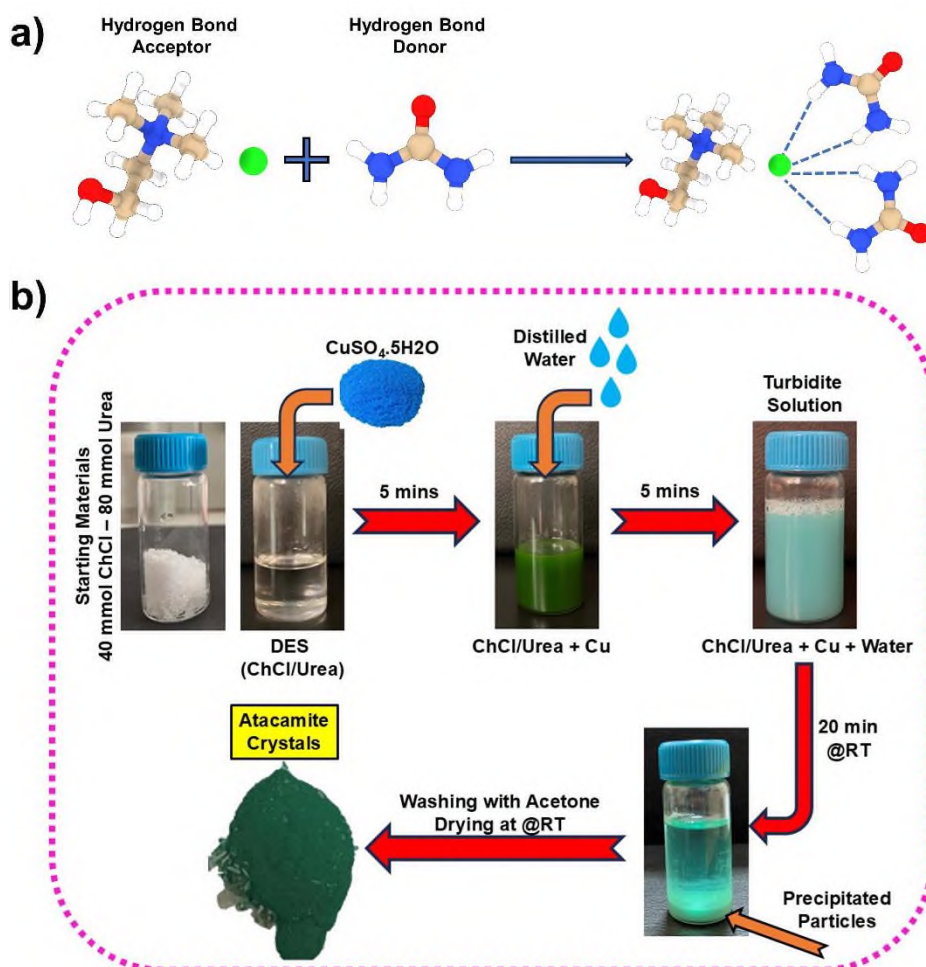 a)
Hydrogen Bond
Acceptor
Hydrogen Bond
Donor
b)
CuSO4.5H2O
Distilled
Water
Turbidite
Solution
Starting Materials
40 mmol ChCl – 80 mmol Urea
5 mins
5 mins
DES
(ChCl/Urea)
ChCl/Urea + Cu
ChCl/Urea + Cu + Water
20 min
@RT
Atacamite
Crystals
Washing with Acetone
Drying at @RT
Precipitated
Particles